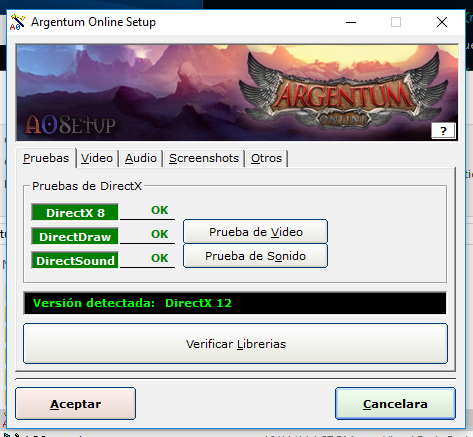 Argentum Online Setup
ARGENTUM
ONLINE
AOSETUP
?
Pruebas Video Audio Screenshots Otros
Pruebas de DirectX
DirectX 8 OK
DirectDraw OK
DirectSound OK
Prueba de Video
Prueba de Sonido
Versión detectada: DirectX 12
Verificar Librerias
Aceptar
Cancelara